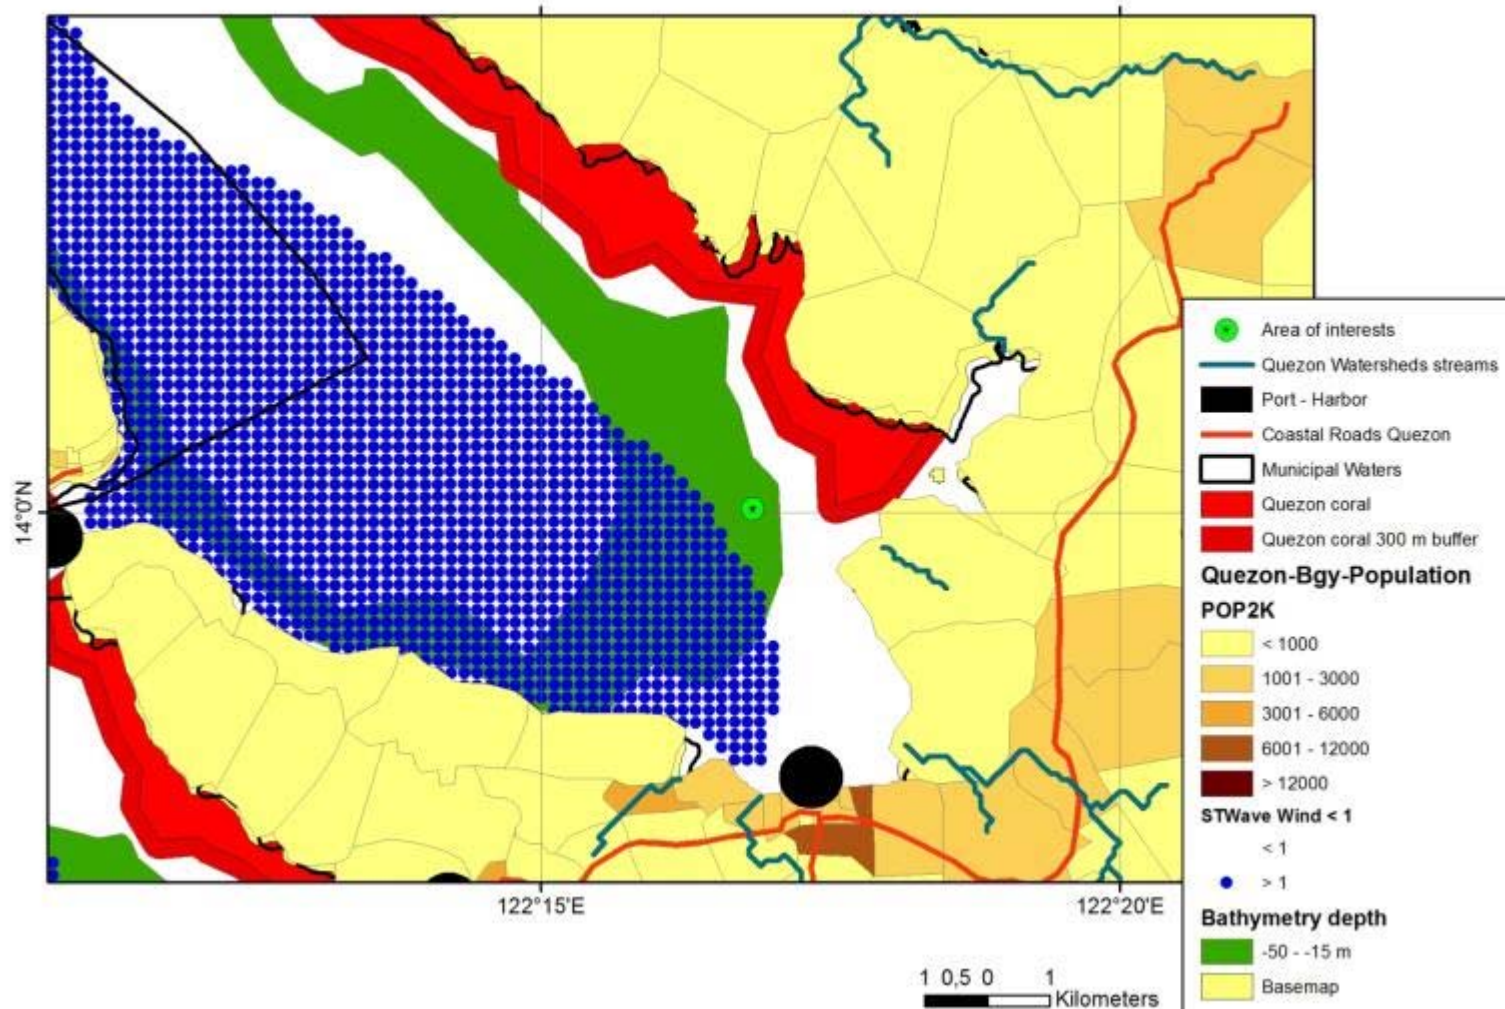 Area of interests
Quezon Watersheds streams
Port - Harbor
Coastal Roads Quezon
Municipal Waters
Quezon coral
Quezon coral 300 m buffer
Quezon-Bgy-Population
POP2K
< 1000
1001 - 3000
3001 - 6000
6001 - 12000
> 12000
STWave Wind < 1
< 1
> 1
Bathymetry depth
-50 - -15 m
Basemap
14°0'N
122°15'E
122°20'E
1 0,5 0 1
Kilometers